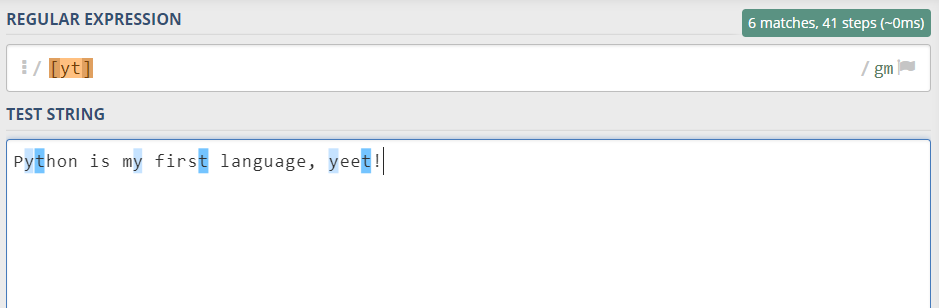 REGULAR EXPRESSION
6 matches, 41 steps (~0ms)
/ [yt] / gm
TEST STRING
Python is my first language, yeet!